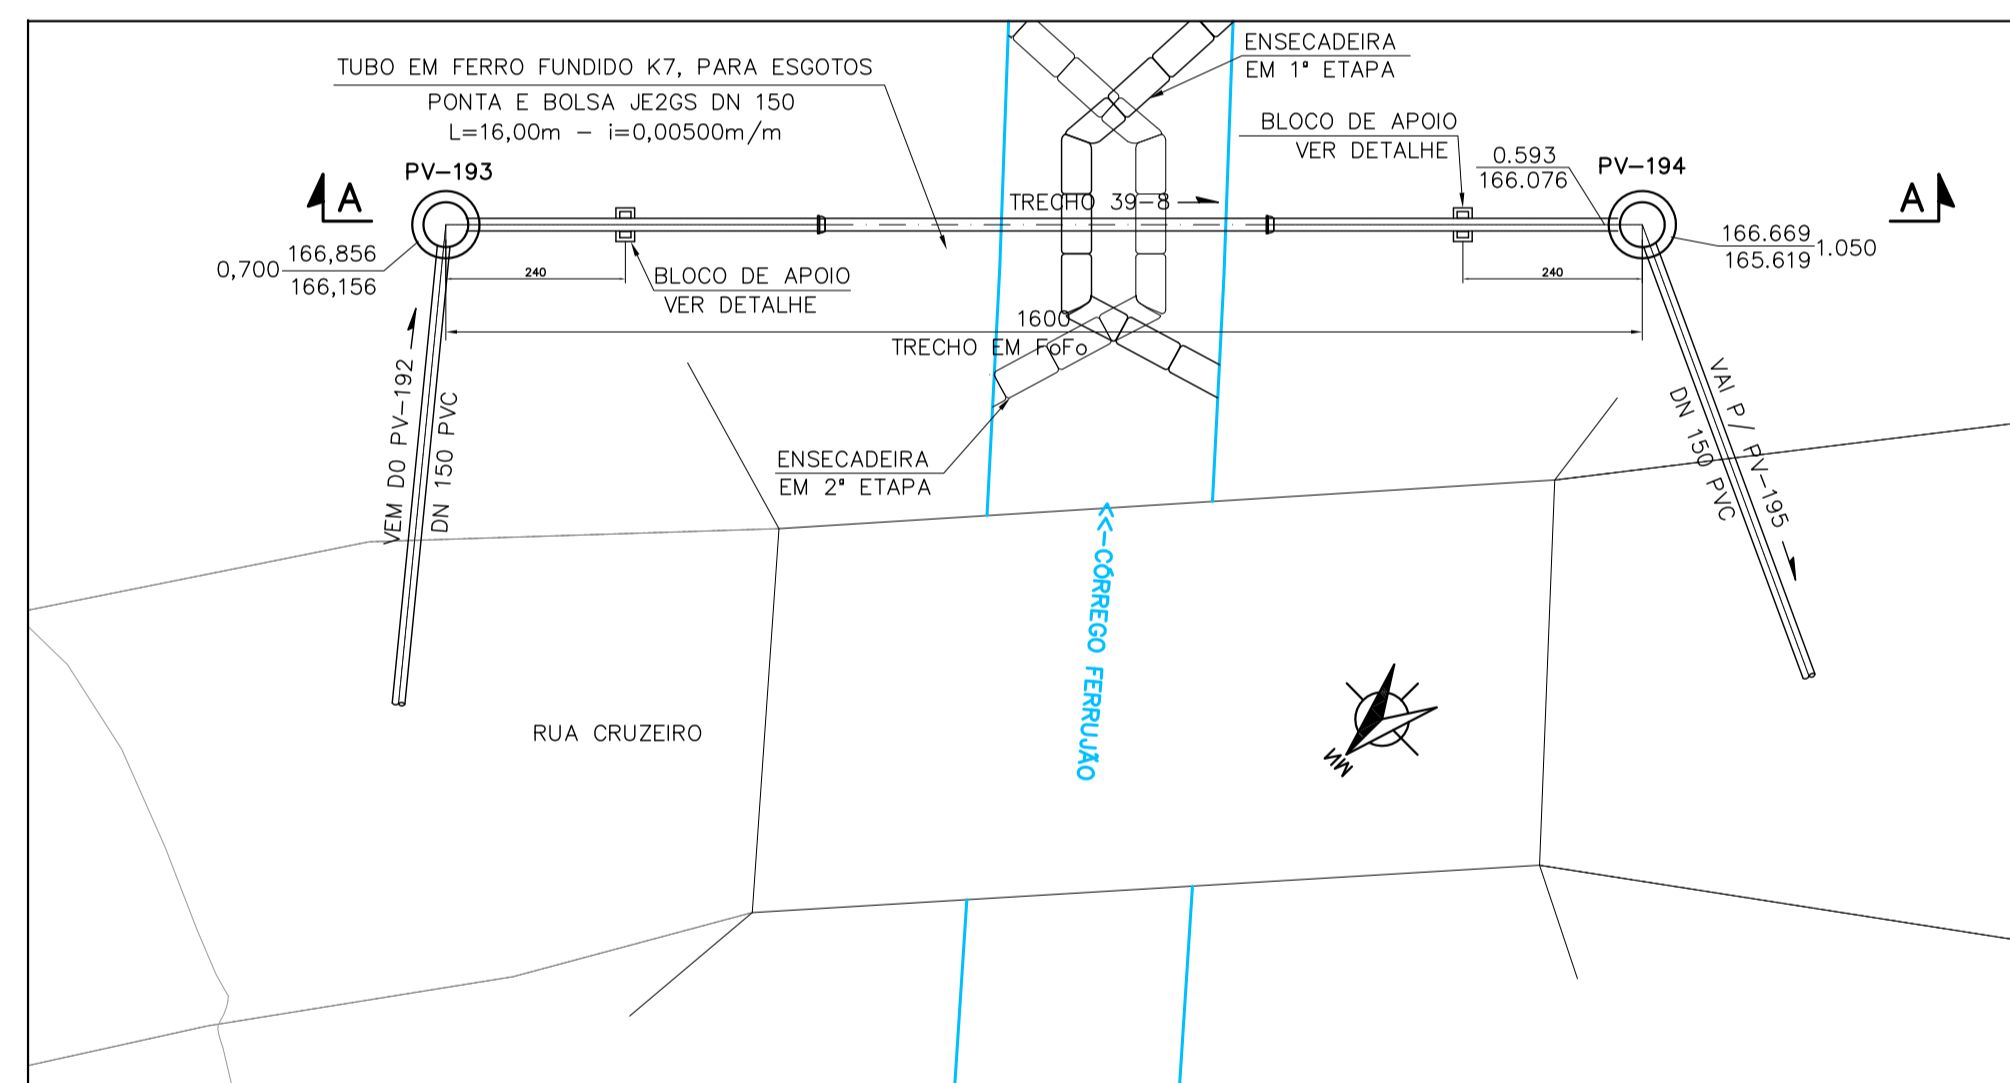 TUBO EM FERRO FUNDIDO K7, PARA ESGOTOS
PONTA E BOLSA JE2GS DN 150
L=16,00m – i=0,00500m/m
ENSECADEIRA
EM 1ª ETAPA
BLOCO DE APOIO
VER DETALHE
0.593
166.076
PV-193
PV-194
A
A
TRECHO 39-8
166,856
0,700
166,156
166.669
1.050
165.619
240
BLOCO DE APOIO
VER DETALHE
240
1600
TRECHO EM FoFo
VEM DO PV-192
DN 150 PVC
VAI P/ PV-195
DN 150 PVC
ENSECADEIRA
EM 2ª ETAPA
<<-CÓRREGO FERRUJÃO
RUA CRUZEIRO
NM